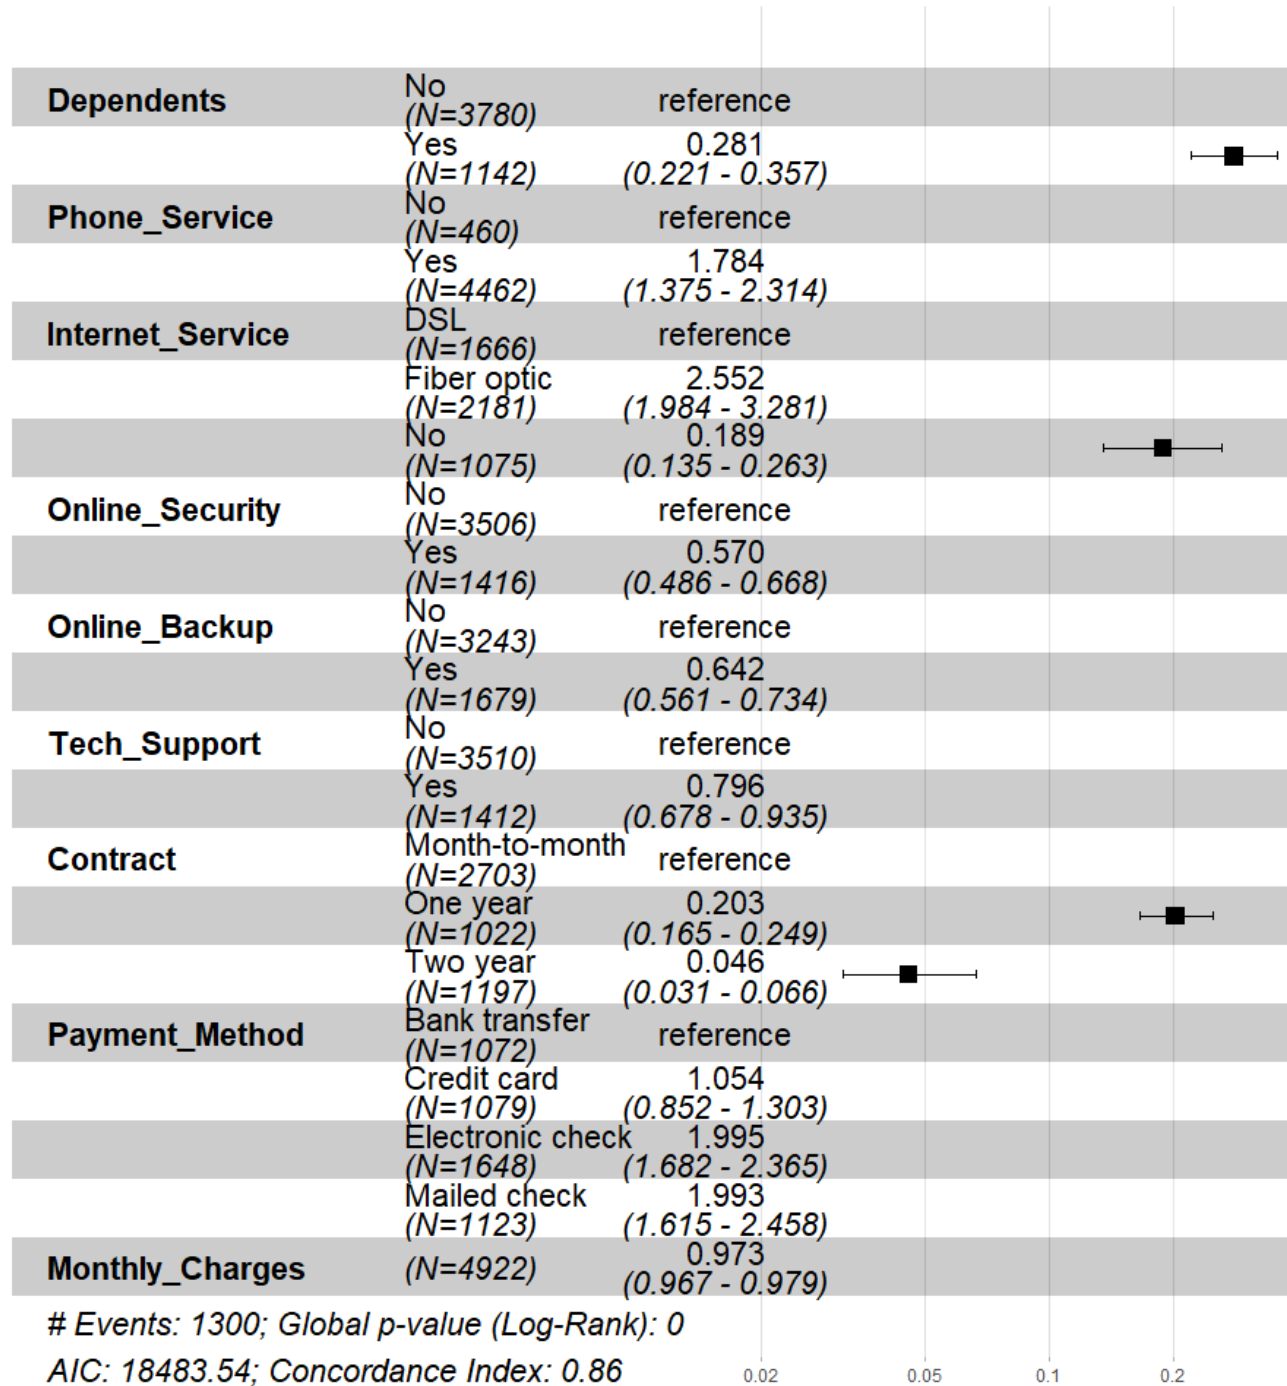 Dependents No reference
(N=3780)
Yes 0.281
(N=1142) (0.221 - 0.357)
Phone_Service No reference
(N=460)
Yes 1.784
(N=4462) (1.375 - 2.314)
Internet_Service DSL reference
(N=1666)
Fiber optic 2.552
(N=2181) (1.984 - 3.281)
No 0.189
(N=1075) (0.135 - 0.263)
Online_Security No reference
(N=3506)
Yes 0.570
(N=1416) (0.486 - 0.668)
Online_Backup No reference
(N=3243)
Yes 0.642
(N=1679) (0.561 - 0.734)
Tech_Support No reference
(N=3510)
Yes 0.796
(N=1412) (0.678 - 0.935)
Contract Month-to-month reference
(N=2703)
One year 0.203
(N=1022) (0.165 - 0.249)
Two year 0.046
(N=1197) (0.031 - 0.066)
Payment_Method Bank transfer reference
(N=1072)
Credit card 1.054
(N=1079) (0.852 - 1.303)
Electronic check 1.995
(N=1648) (1.682 - 2.365)
Mailed check 1.993
(N=1123) (1.615 - 2.458)
Monthly_Charges (N=4922) 0.973
(0.967 - 0.979)
# Events: 1300; Global p-value (Log-Rank): 0
AIC: 18483.54; Concordance Index: 0.86
0.02 0.05 0.1 0.2